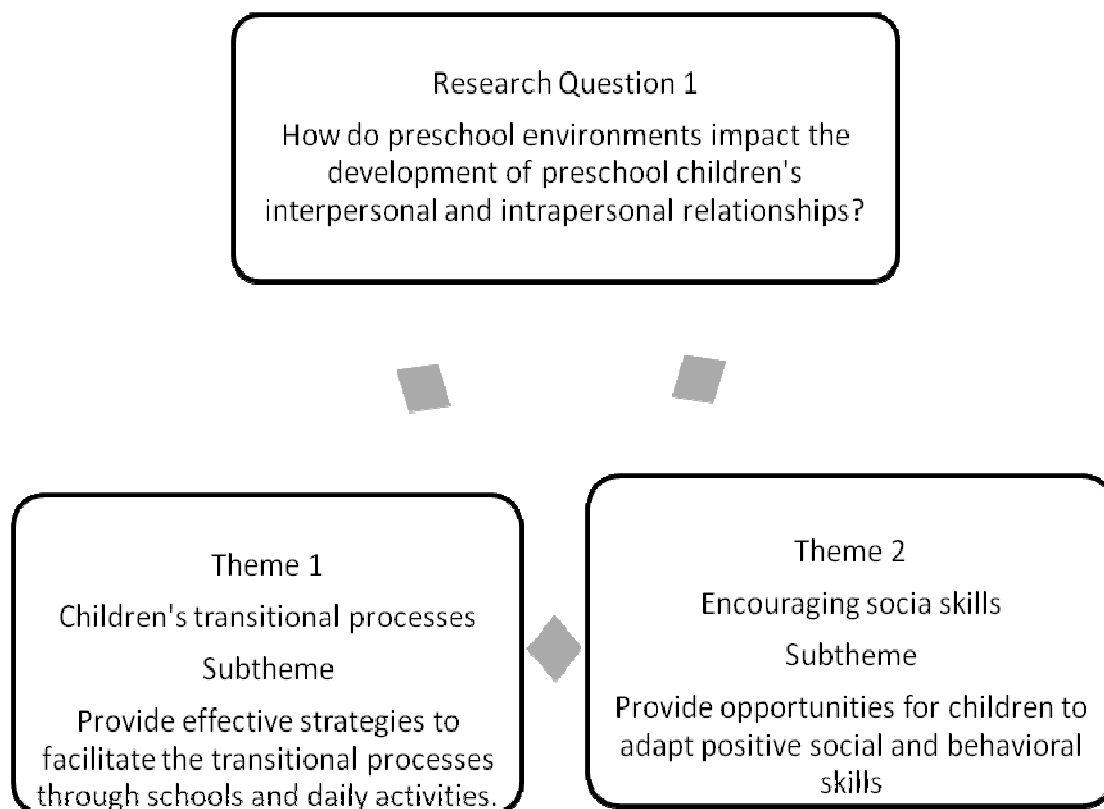 Research Question 1
How do preschool environments impact the
development of preschool children's
interpersonal and intrapersonal relationships?
Theme 1
Children's transitional processes
Subtheme
Provide effective strategies to
facilitate the transitional processes
through schools and daily activities.
Theme 2
Encouraging socia skills
Subtheme
Provide opportunities for children to
adapt positive social and behavioral
skills